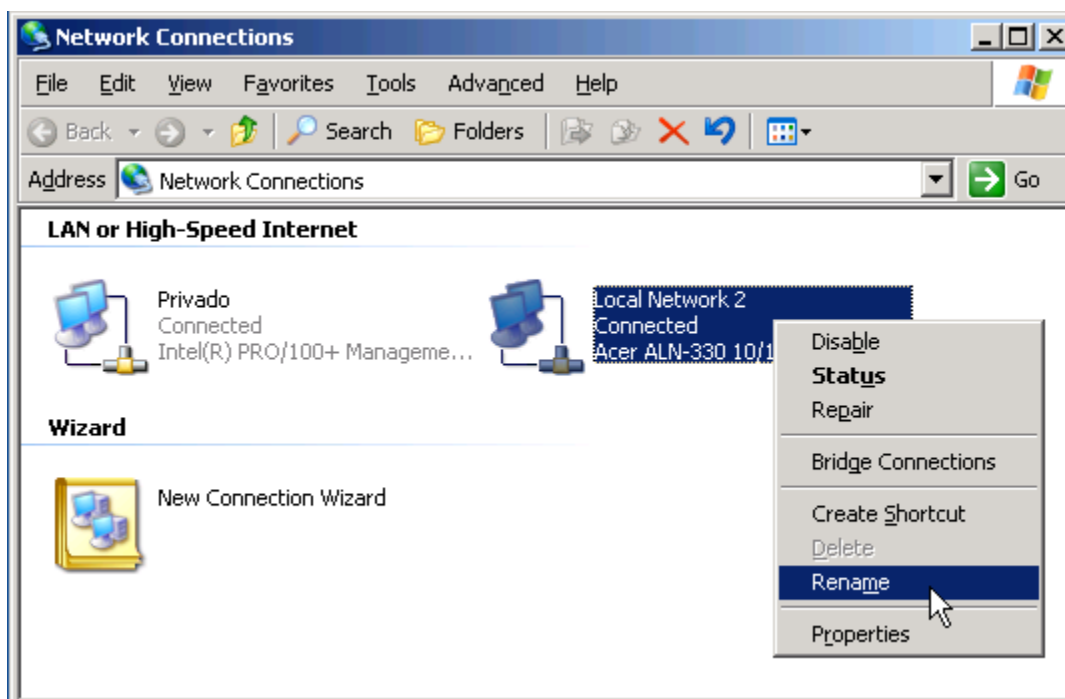 Network Connections
File Edit View Favorites Tools Advanced Help
Back Search Folders
Address Network Connections Go
LAN or High-Speed Internet
Privado
Connected
Intel(R) PRO/100+ Manageme...
Local Network 2
Connected
Acer ALN-330 10/1
Disable
Status
Repair
Bridge Connections
Create Shortcut
Delete
Rename
Properties
Wizard
New Connection Wizard